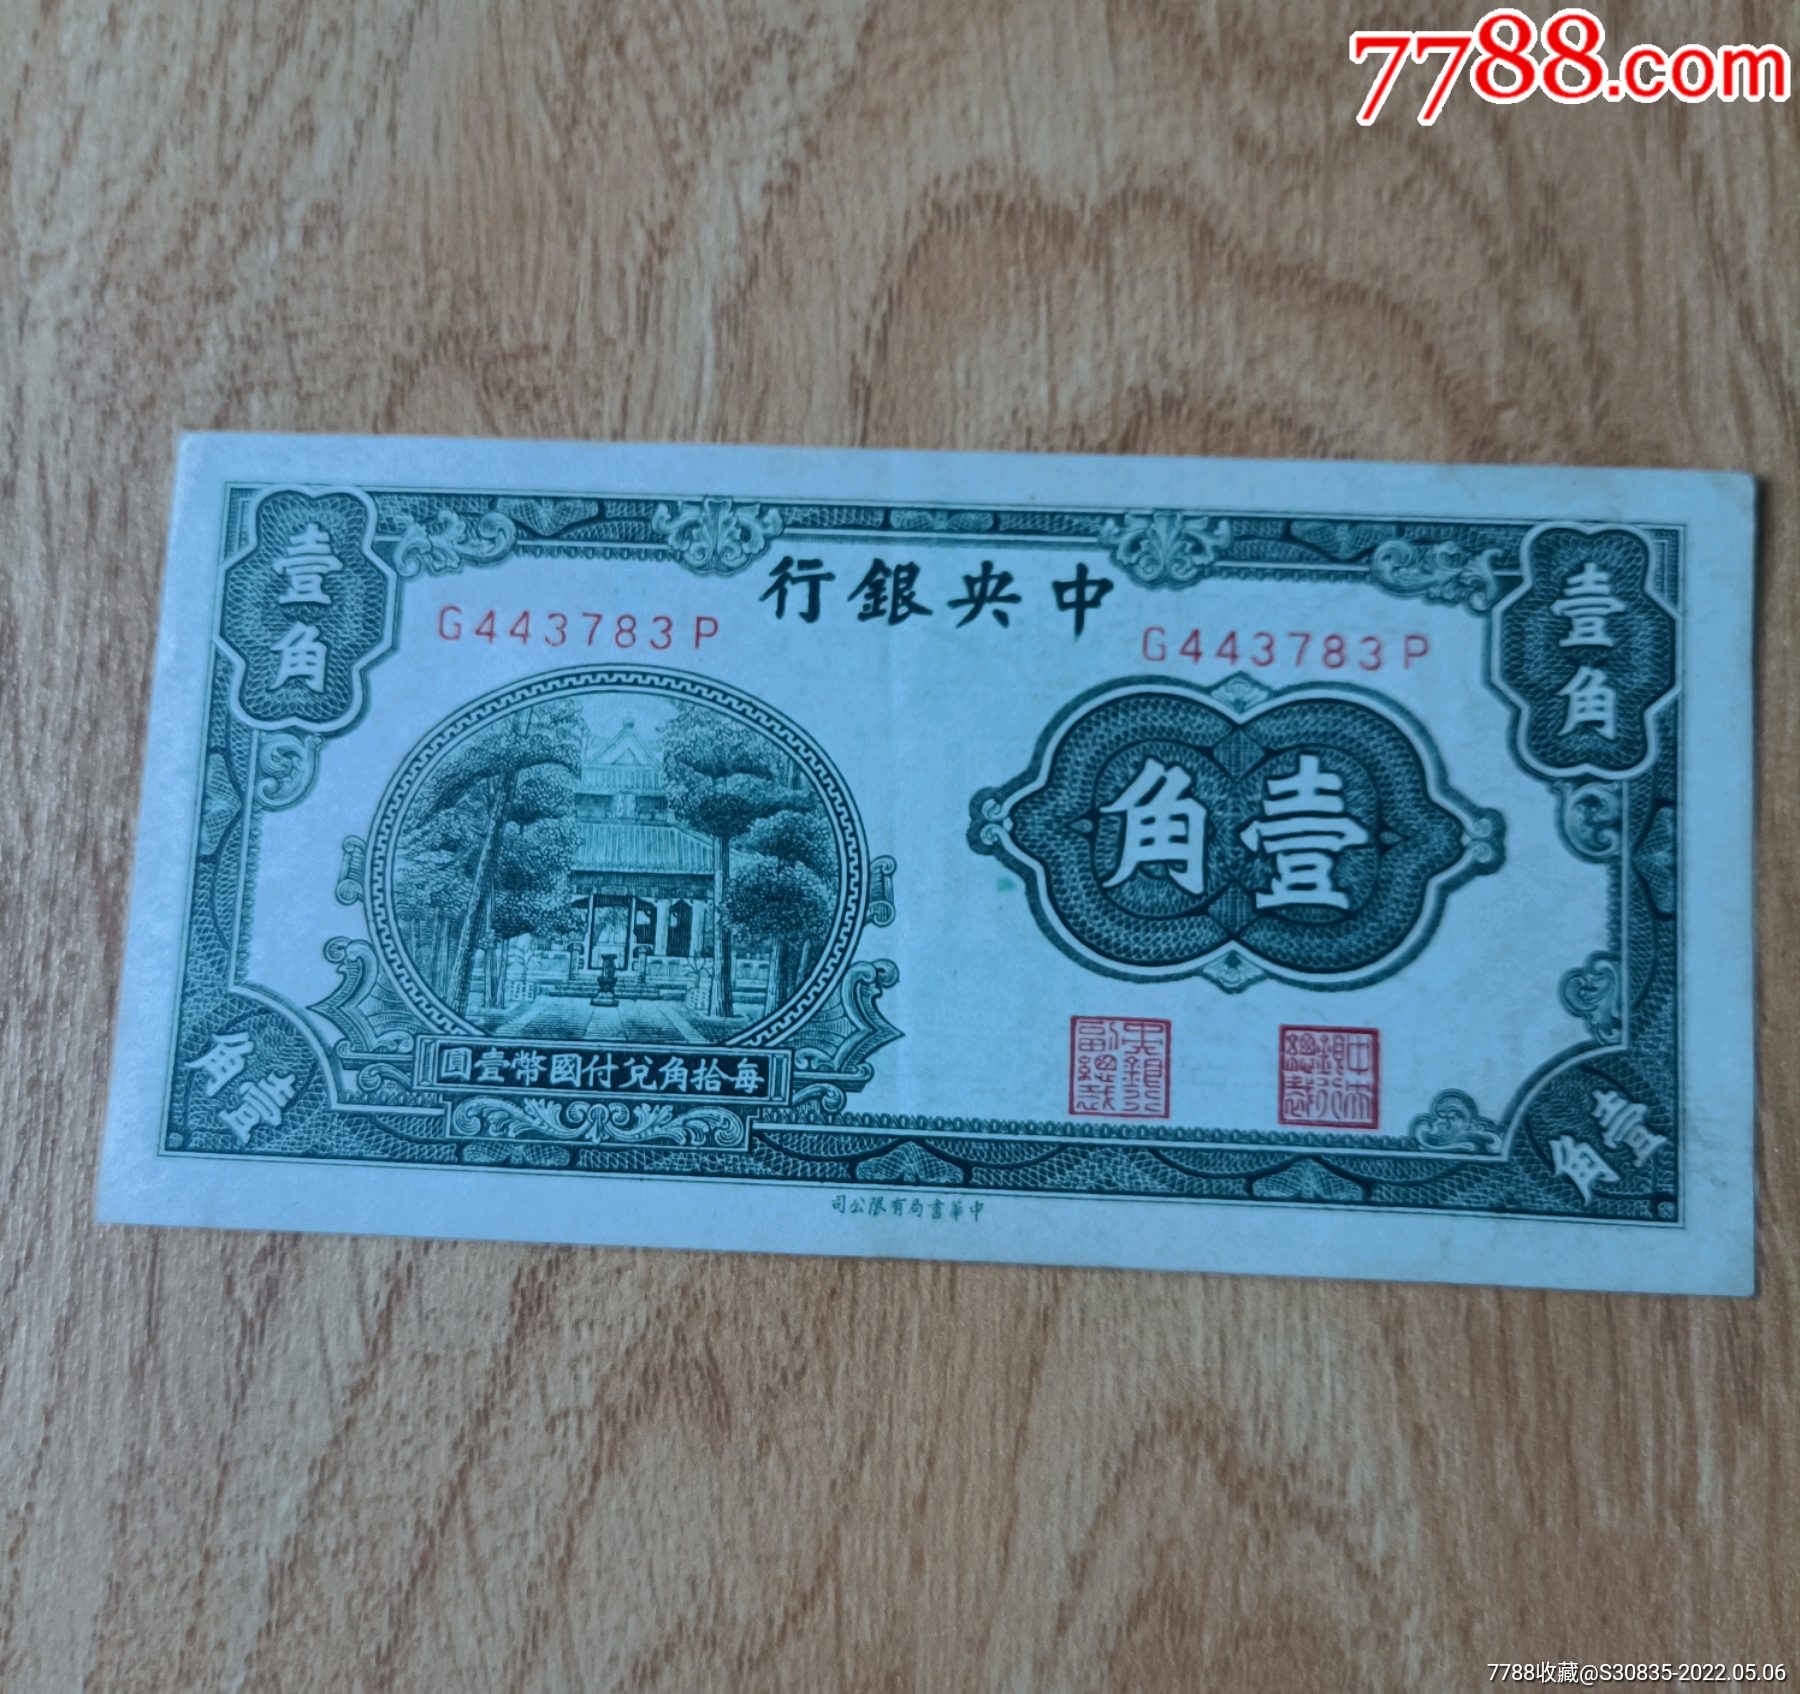 7788.com
中央銀行
G443783P
G443783P
壹角
壹角
壹角
每拾角兌付國幣壹圓
壹角
壹角
中華書局有限公司
7788收藏@S30835-2022.05.06